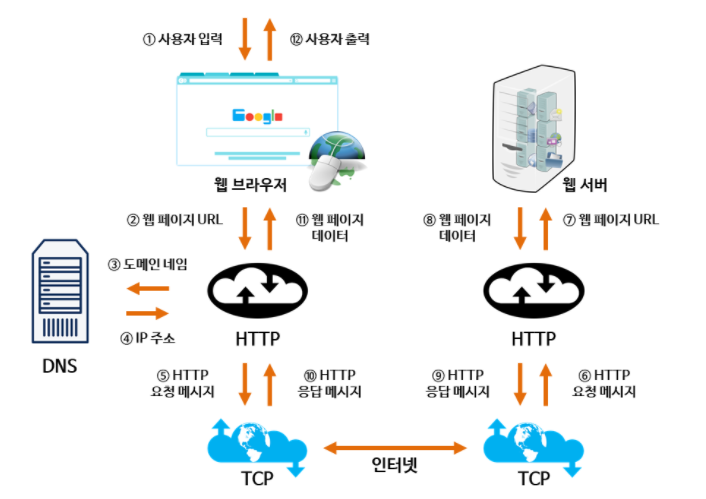 ① 사용자 입력
⑫ 사용자 출력
Google
웹 브라우저
웹 서버
② 웹 페이지 URL
⑪ 웹 페이지
데이터
⑧ 웹 페이지
데이터
⑦ 웹 페이지 URL
③ 도메인 네임
④ IP 주소
DNS
HTTP
HTTP
⑤ HTTP
요청 메시지
⑩ HTTP
응답 메시지
⑨ HTTP
응답 메시지
⑥ HTTP
요청 메시지
인터넷
TCP
TCP